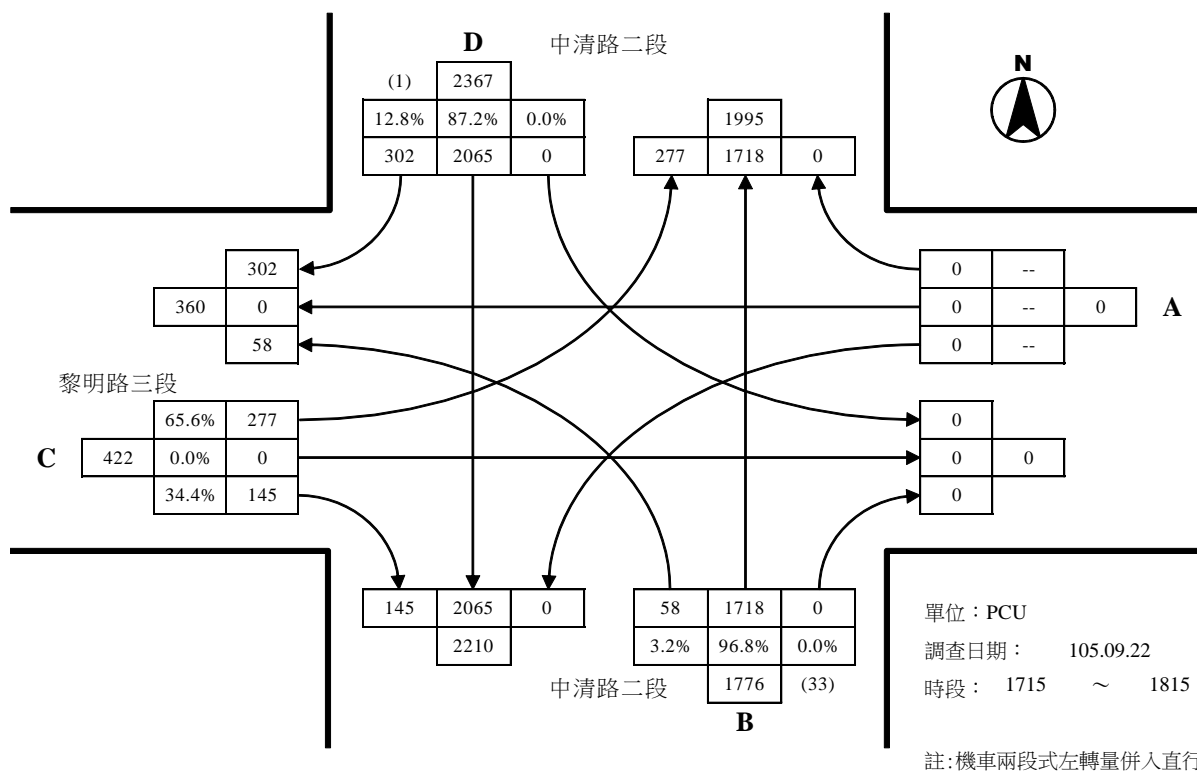 D
中清路二段
N
(1)
2367
12.8% 87.2% 0.0%
302 2065 0
1995
277 1718 0
302
360 0
58
0 --
0 -- 0
0 --
A
黎明路三段
C
65.6% 277
422 0.0% 0
34.4% 145
0
0 0
0
145 2065 0
2210
58 1718 0
3.2% 96.8% 0.0%
1776 (33)
中清路二段
B
單位：PCU
調查日期： 105.09.22
時段： 1715 ～ 1815
註:機車兩段式左轉量併入直行